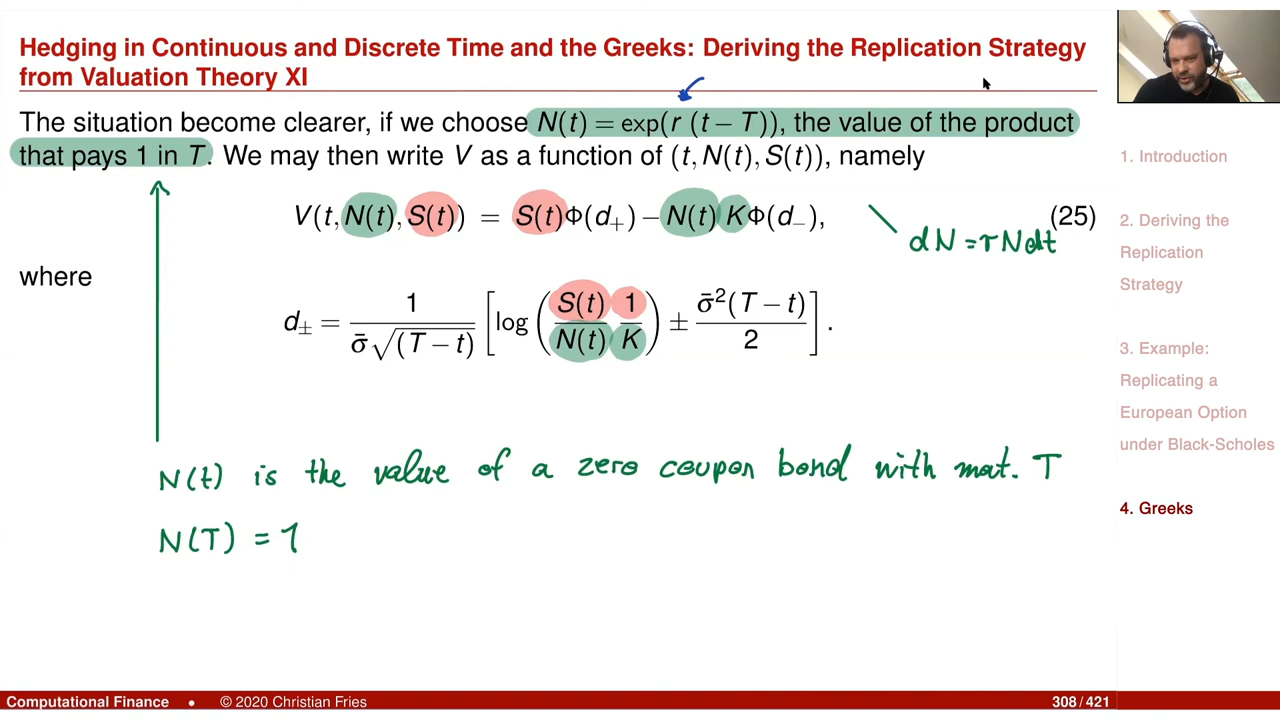 Hedging in Continuous and Discrete Time and the Greeks: Deriving the Replication Strategy
from Valuation Theory XI
The situation become clearer, if we choose N(t) = exp(r (t − T)), the value of the product
that pays 1 in T. We may then write V as a function of (t, N(t), S(t)), namely
V(t, N(t), S(t)) = S(t)Φ(d₊) − N(t) KΦ(d₋), (25)
dN = r N dt
where
d± = 1 / (σ̄ √(T − t)) [ log ( S(t) / N(t) 1 / K ) ± σ̄²(T − t) / 2 ] .
N(t) is the value of a zero coupon bond with mat. T
N(T) = 1
1. Introduction
2. Deriving the
Replication
Strategy
3. Example:
Replicating a
European Option
under Black-Scholes
4. Greeks
Computational Finance • © 2020 Christian Fries 308 / 421